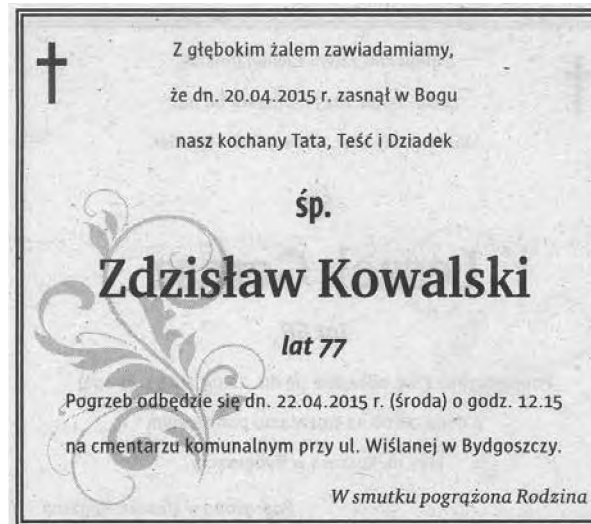 Z głębokim żalem zawiadamiamy,
że dn. 20.04.2015 r. zasnął w Bogu
nasz kochany Tata, Teść i Dziadek
śp.
Zdzisław Kowalski
lat 77
Pogrzeb odbędzie się dn. 22.04.2015 r. (środa) o godz. 12.15
na cmentarzu komunalnym przy ul. Wiślanej w Bydgoszczy.
W smutku pogrążona Rodzina